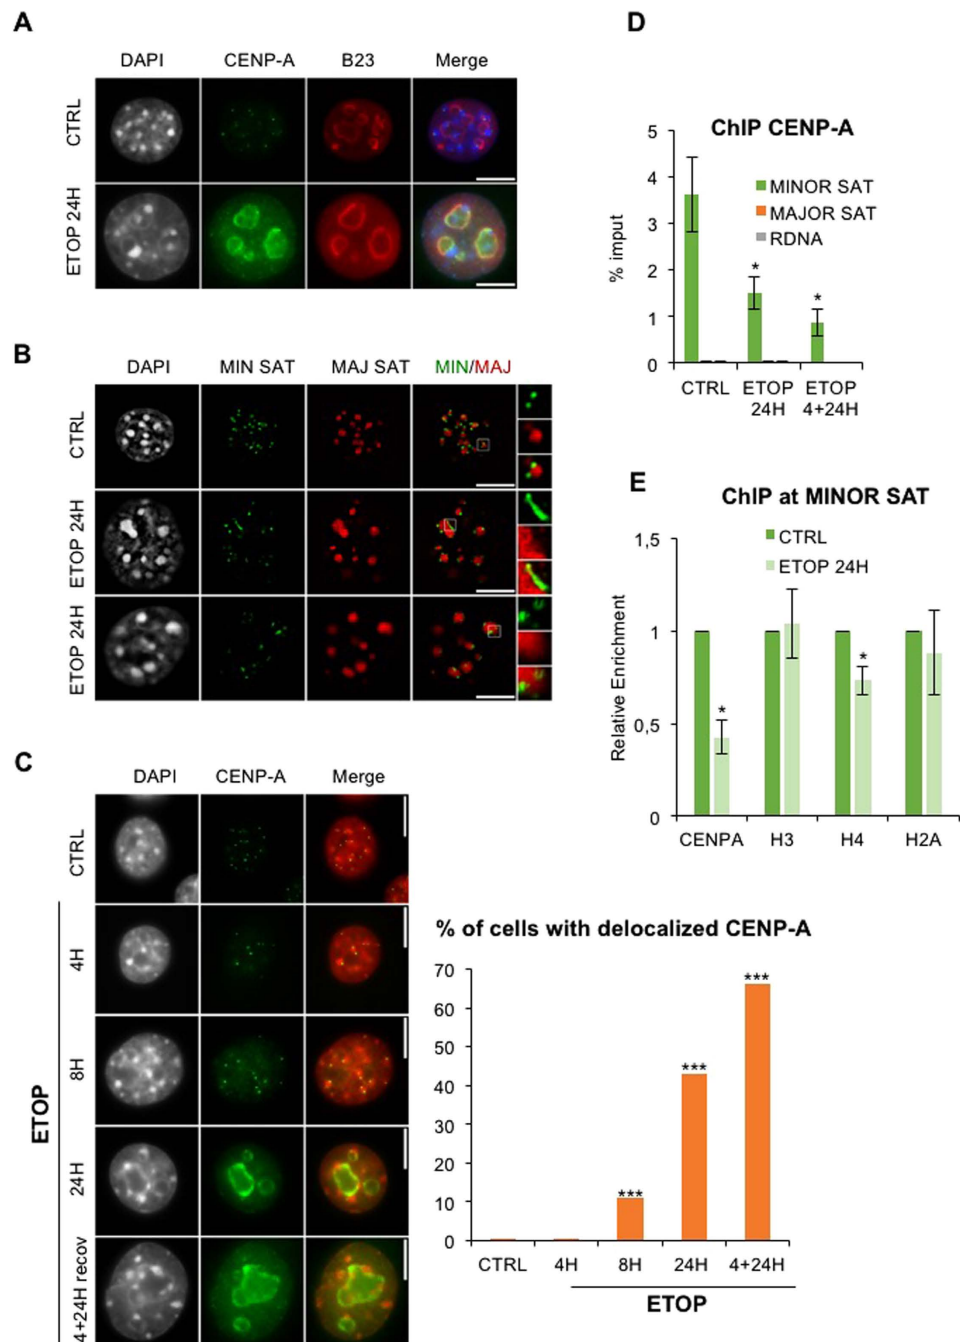 A
DAPI CENP-A B23 Merge
CTRL
ETOP 24H
B
DAPI MIN SAT MAJ SAT MIN/MAJ
CTRL
ETOP 24H
ETOP 24H
C
DAPI CENP-A Merge
CTRL
ETOP
4H
8H
24H
4+24H recov
D
ChIP CENP-A
% imput
5
4
3
2
1
0
MINOR SAT
MAJOR SAT
RDNA
*
*
CTRL ETOP ETOP
24H 4+24H
E
ChIP at MINOR SAT
Relative Enrichment
1,5
1
0,5
0
CTRL
ETOP 24H
*
*
CENPA H3 H4 H2A
% of cells with delocalized CENP-A
70
60
50
40
30
20
10
0
***
***
***
CTRL 4H 8H 24H 4+24H
ETOP